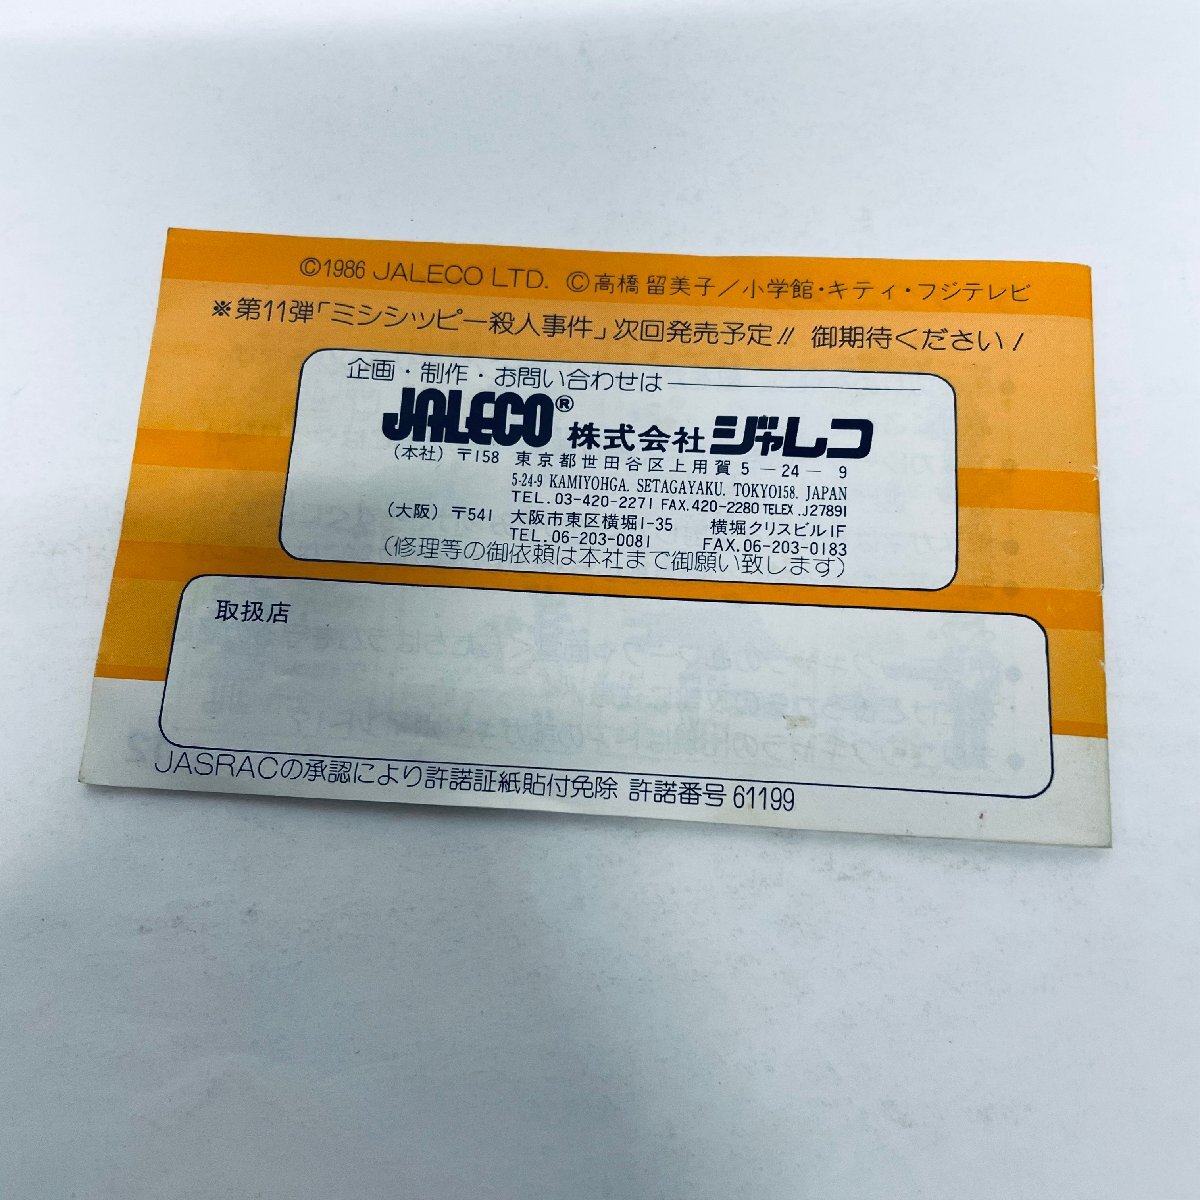 ©1986 JALECO LTD. ©高橋留美子／小学館・キティ・フジテレビ
※第11弾「ミシシッピー殺人事件」次回発売予定!! 御期待ください！
企画・制作・お問い合わせは
JALECO® 株式会社ジャレコ
(本社) 〒158 東京都世田谷区上用賀5－24－9
5-24-9 KAMIYOHGA. SETAGAYAKU. TOKYO158. JAPAN
TEL.03-420-2271 FAX.420-2280 TELEX.J27891
(大阪) 〒541 大阪市東区横堀1-35 横堀クリスビル1F
TEL.06-203-0081 FAX.06-203-0183
(修理等の御依頼は本社まで御願い致します)
取扱店
JASRACの承認により許諾証紙貼付免除 許諾番号61199